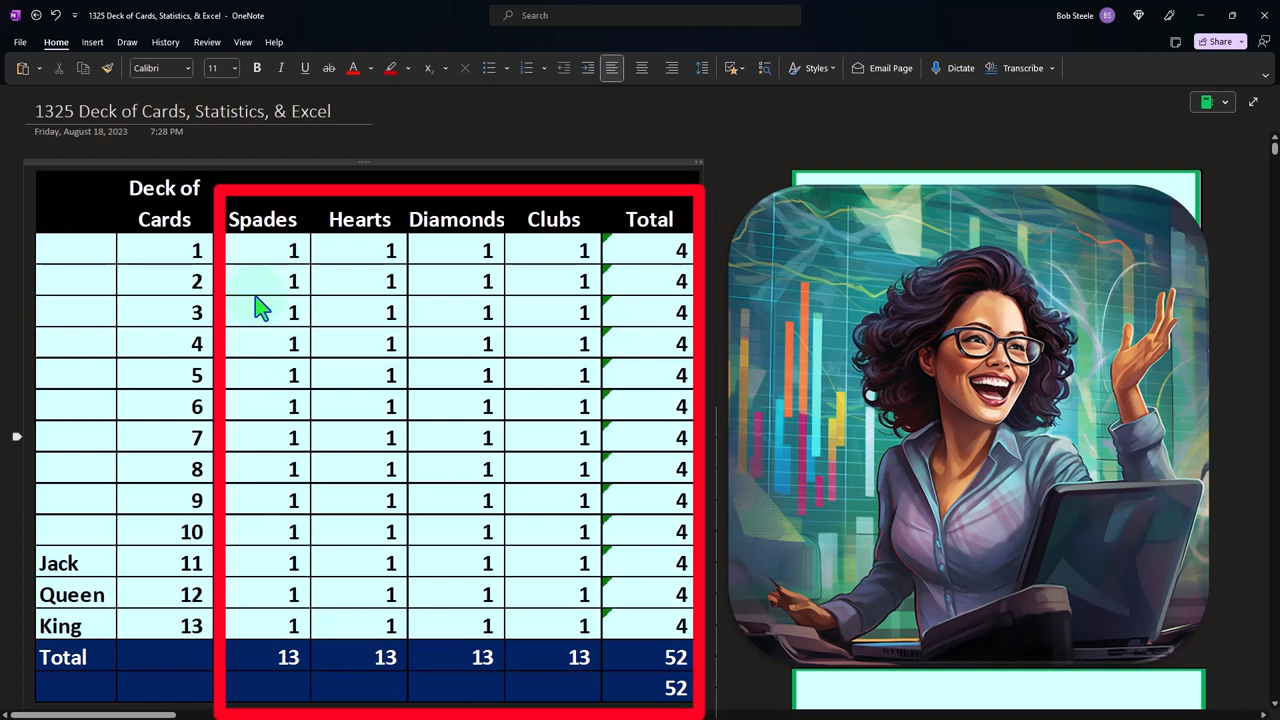 1325 Deck of Cards, Statistics, & Excel - OneNote
Search
Bob Steele BS
File Home Insert Draw History Review View Help
Share
Calibri 11 B I U ab A x Styles Email Page Dictate Transcribe
1325 Deck of Cards, Statistics, & Excel
Friday, August 18, 2023 7:28 PM
Deck of
Cards Spades Hearts Diamonds Clubs Total
1 1 1 1 1 4
2 1 1 1 1 4
3 1 1 1 1 4
4 1 1 1 1 4
5 1 1 1 1 4
6 1 1 1 1 4
7 1 1 1 1 4
8 1 1 1 1 4
9 1 1 1 1 4
10 1 1 1 1 4
Jack 11 1 1 1 1 4
Queen 12 1 1 1 1 4
King 13 1 1 1 1 4
Total 13 13 13 13 52
52